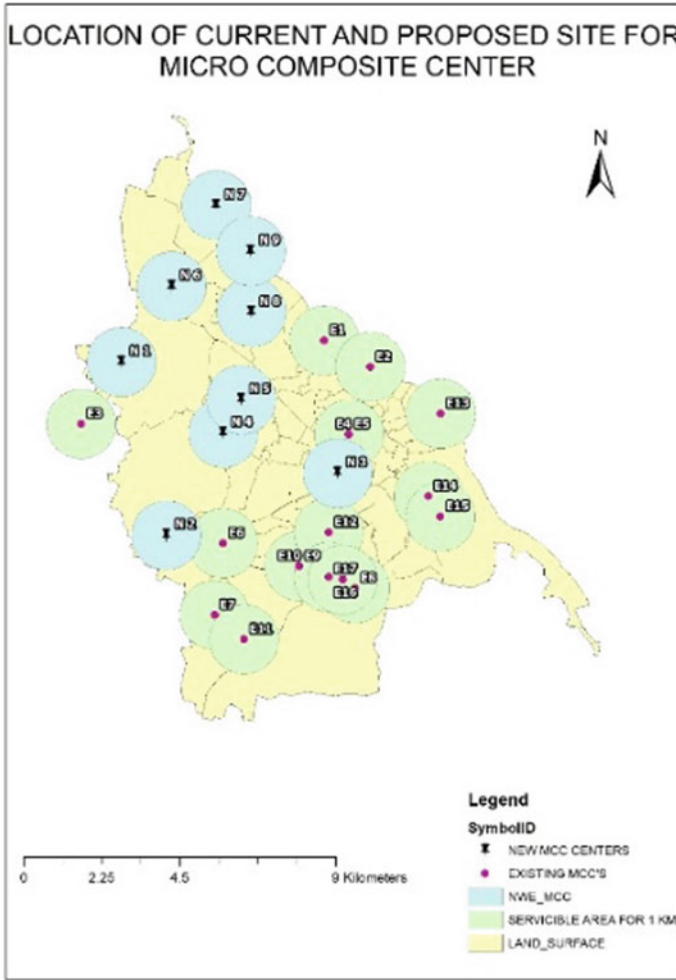 LOCATION OF CURRENT AND PROPOSED SITE FOR
MICRO COMPOSITE CENTER
N
N 7
N 9
N 6
N 8
E1
N 1
E2
N 5
E3
E13
N 4
E4 E5
N 3
E14
E15
N 2
E12
E6
E10 E9
E17
E8
E16
E7
E11
Legend
SymbolID
NEW MCC CENTERS
EXISTING MCC'S
NWE_MCC
SERVICIBLE AREA FOR 1 KM
LAND_SURFACE
0 2.25 4.5 9 Kilometers